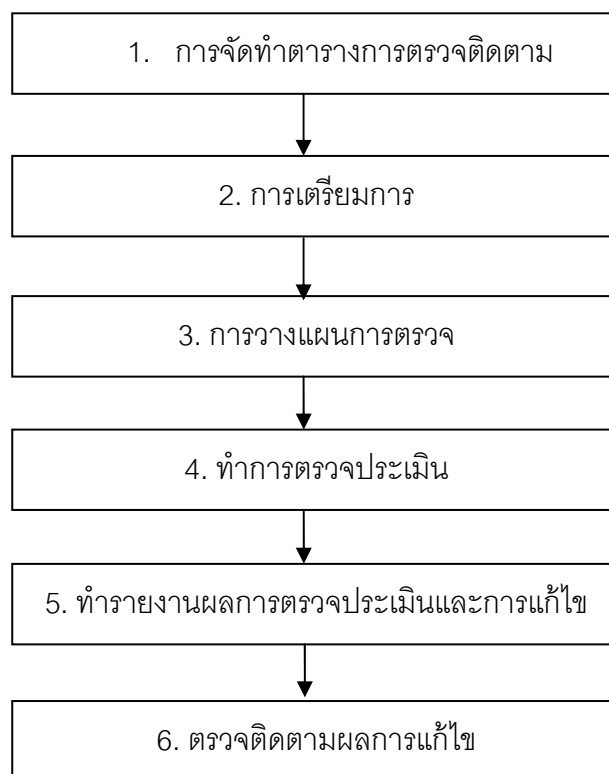 1. การจัดทำตารางการตรวจติดตาม
2. การเตรียมการ
3. การวางแผนการตรวจ
4. ทำการตรวจประเมิน
5. ทำรายงานผลการตรวจประเมินและการแก้ไข
6. ตรวจติดตามผลการแก้ไข